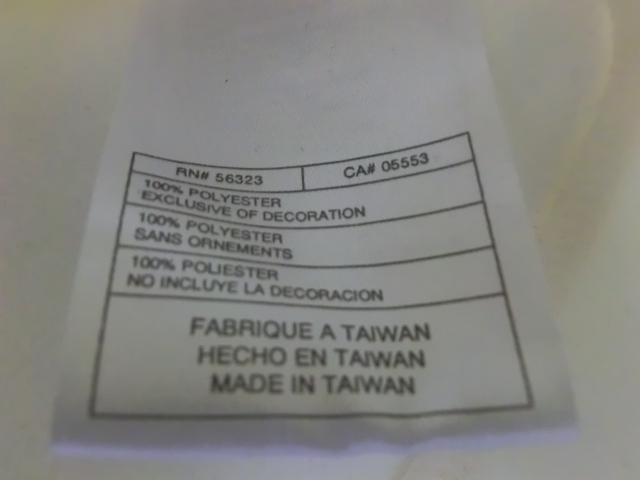 RN# 56323 CA# 05553
100% POLYESTER
EXCLUSIVE OF DECORATION
100% POLYESTER
SANS ORNEMENTS
100% POLIESTER
NO INCLUYE LA DECORACION
FABRIQUE A TAIWAN
HECHO EN TAIWAN
MADE IN TAIWAN